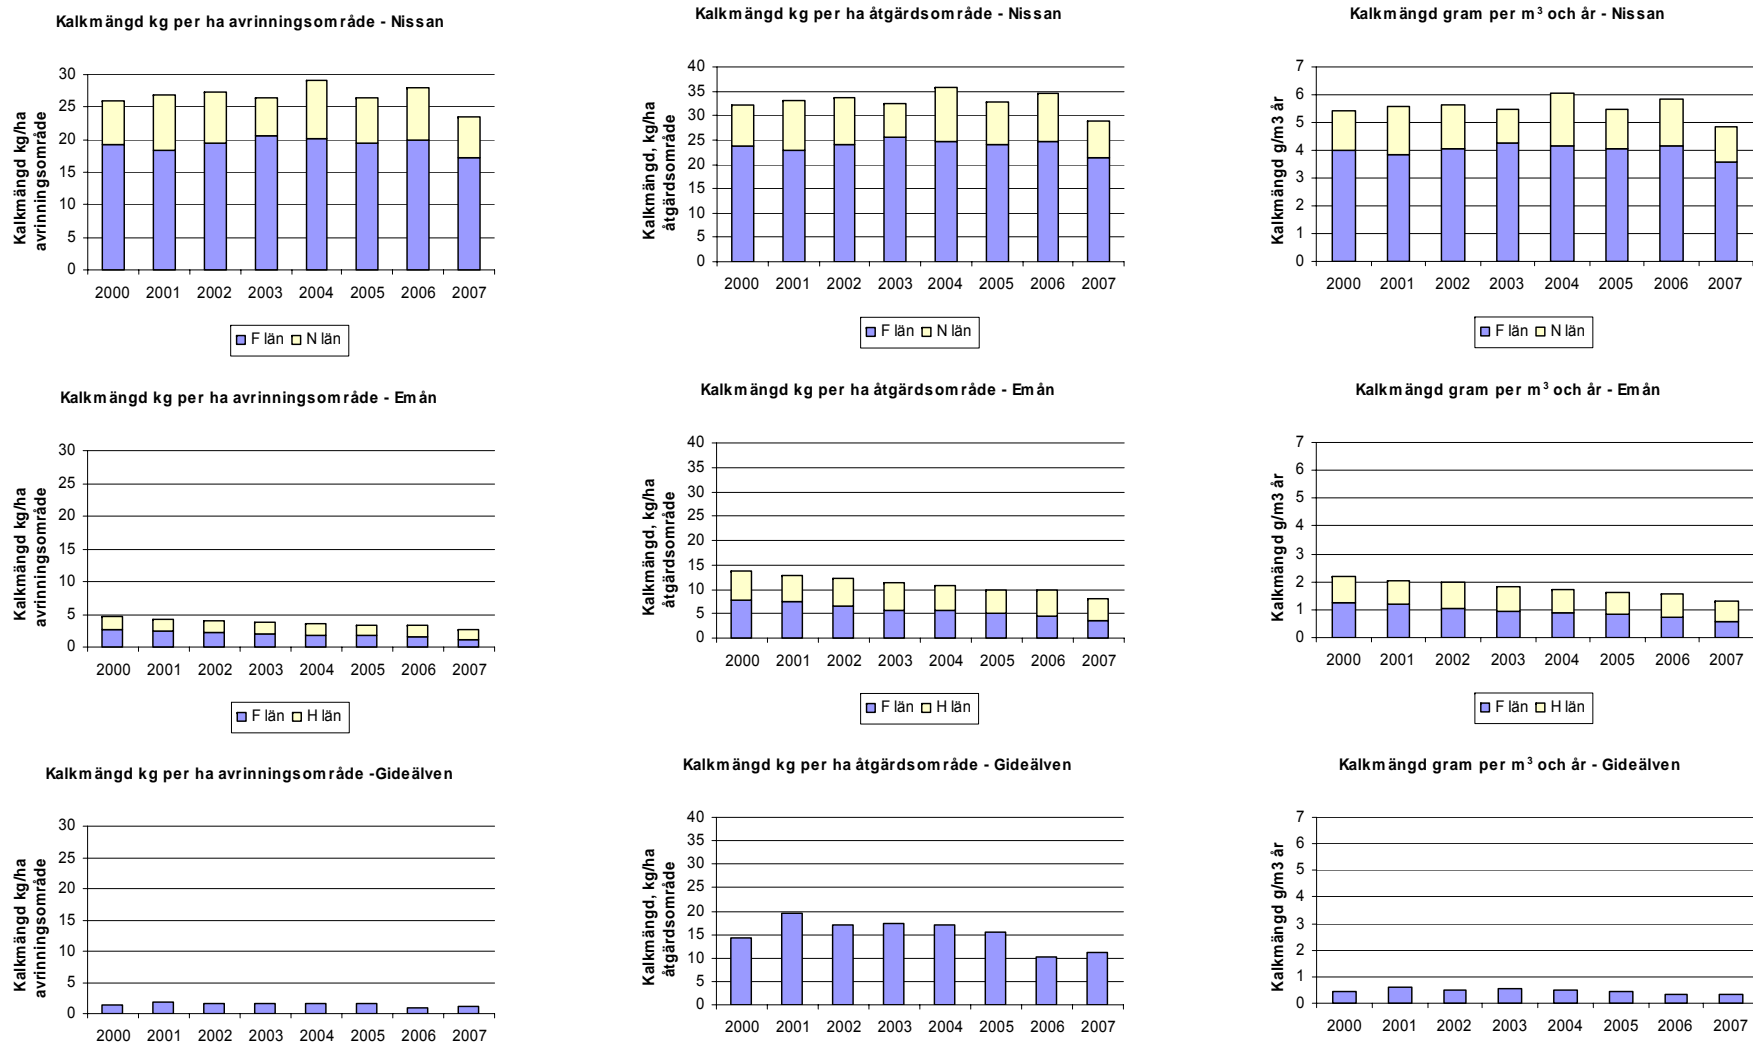 Kalkmängd kg per ha avrinningsområde - Nissan
Kalkmängd kg/ha
avrinningsområde
30
25
20
15
10
5
0
2000 2001 2002 2003 2004 2005 2006 2007
F län N län
Kalkmängd kg per ha åtgärdsområde - Nissan
Kalkmängd, kg/ha
åtgärdsområde
40
35
30
25
20
15
10
5
0
2000 2001 2002 2003 2004 2005 2006 2007
F län N län
Kalkmängd gram per m³ och år - Nissan
Kalkmängd g/m3 år
7
6
5
4
3
2
1
0
2000 2001 2002 2003 2004 2005 2006 2007
F län N län
Kalkmängd kg per ha avrinningsområde - Emån
Kalkmängd kg/ha
avrinningsområde
30
25
20
15
10
5
0
2000 2001 2002 2003 2004 2005 2006 2007
F län H län
Kalkmängd kg per ha åtgärdsområde - Emån
Kalkmängd, kg/ha
åtgärdsområde
40
35
30
25
20
15
10
5
0
2000 2001 2002 2003 2004 2005 2006 2007
F län H län
Kalkmängd gram per m³ och år - Emån
Kalkmängd g/m3 år
7
6
5
4
3
2
1
0
2000 2001 2002 2003 2004 2005 2006 2007
F län H län
Kalkmängd kg per ha avrinningsområde -Gideälven
Kalkmängd kg/ha
avrinningsområde
30
25
20
15
10
5
0
2000 2001 2002 2003 2004 2005 2006 2007
Kalkmängd kg per ha åtgärdsområde - Gideälven
Kalkmängd, kg/ha
åtgärdsområde
40
35
30
25
20
15
10
5
0
2000 2001 2002 2003 2004 2005 2006 2007
Kalkmängd gram per m³ och år - Gideälven
Kalkmängd g/m3 år
7
6
5
4
3
2
1
0
2000 2001 2002 2003 2004 2005 2006 2007